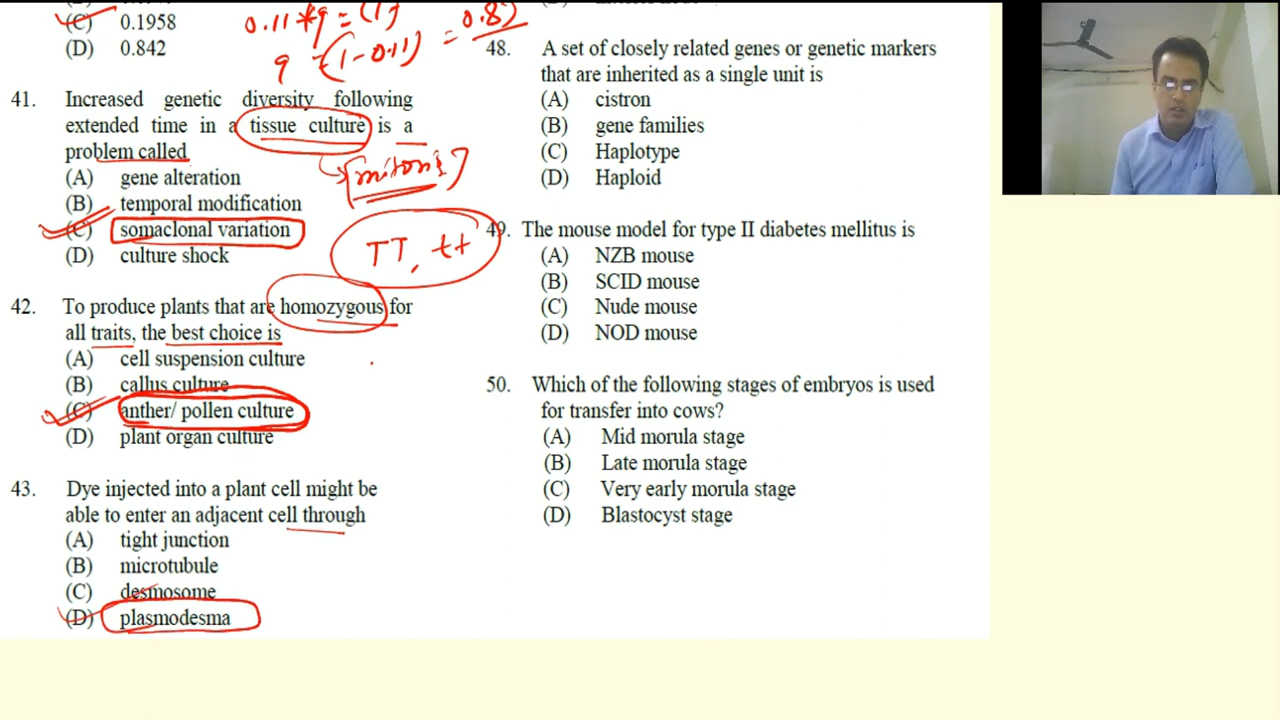 (C) 0.1958
(D) 0.842
0.11 * q = (1)
q = (1-0.11) = 0.89
41. Increased genetic diversity following
extended time in a tissue culture is a
problem called
(A) gene alteration
(B) temporal modification
(C) somaclonal variation
(D) culture shock
[mitosis]
TT, tt
42. To produce plants that are homozygous for
all traits, the best choice is
(A) cell suspension culture
(B) callus culture
(C) anther/ pollen culture
(D) plant organ culture
43. Dye injected into a plant cell might be
able to enter an adjacent cell through
(A) tight junction
(B) microtubule
(C) desmosome
(D) plasmodesma
48. A set of closely related genes or genetic markers
that are inherited as a single unit is
(A) cistron
(B) gene families
(C) Haplotype
(D) Haploid
49. The mouse model for type II diabetes mellitus is
(A) NZB mouse
(B) SCID mouse
(C) Nude mouse
(D) NOD mouse
50. Which of the following stages of embryos is used
for transfer into cows?
(A) Mid morula stage
(B) Late morula stage
(C) Very early morula stage
(D) Blastocyst stage